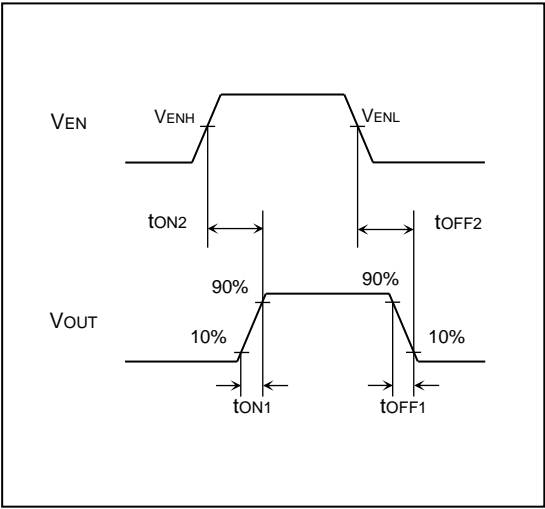 VEN
VENH
VENL
tON2
tOFF2
90%
90%
VOUT
10%
10%
tON1
tOFF1